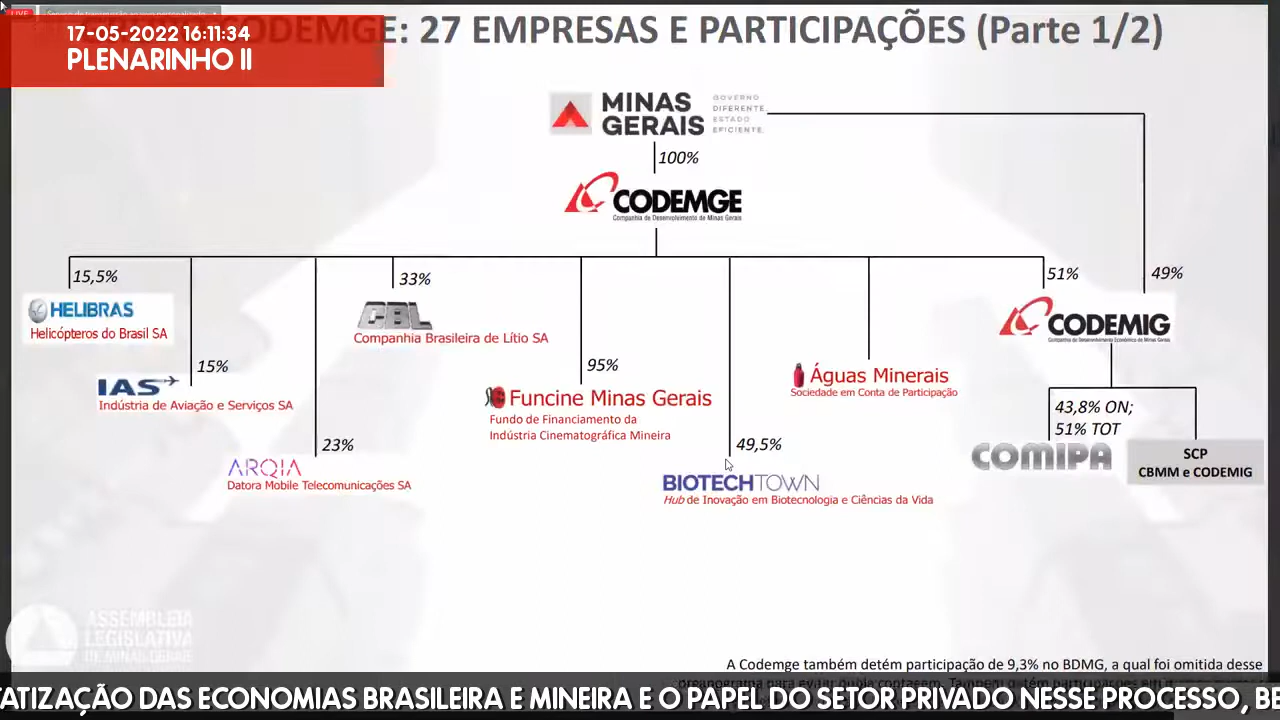 LIVE
17-05-2022 16:11:34
PLENARINHO II
ODEMGE: 27 EMPRESAS E PARTICIPAÇÕES (Parte 1/2)
MINAS GERAIS
GOVERNO
DIFERENTE.
ESTADO
EFICIENTE.
100%
CODEMGE
Companhia de Desenvolvimento de Minas Gerais
15,5%
33%
51%
49%
HELIBRAS
Helicópteros do Brasil SA
CBL
Companhia Brasileira de Lítio SA
CODEMIG
Companhia de Desenvolvimento Econômico de Minas Gerais
15%
IAS
Indústria de Aviação e Serviços SA
95%
Funcine Minas Gerais
Fundo de Financiamento da
Indústria Cinematográfica Mineira
Águas Minerais
Sociedade em Conta de Participação
43,8% ON;
51% TOT
COMIPA
SCP
CBMM e CODEMIG
23%
ARQIA
Datora Mobile Telecomunicações SA
49,5%
BIOTECHTOWN
Hub de Inovação em Biotecnologia e Ciências da Vida
ASSEMBLEIA
LEGISLATIVA
DE MINAS GERAIS
A Codemge também detém participação de 9,3% no BDMG, a qual foi omitida desse
TATIZAÇÃO DAS ECONOMIAS BRASILEIRA E MINEIRA E O PAPEL DO SETOR PRIVADO NESSE PROCESSO, BE